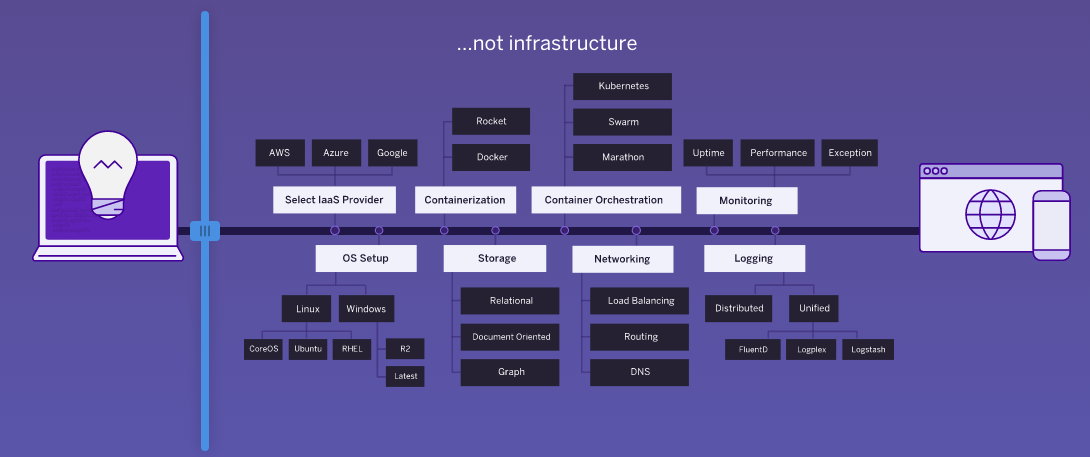 ...not infrastructure
Kubernetes
Rocket
Swarm
AWS
Azure
Google
Docker
Marathon
Uptime
Performance
Exception
Select IaaS Provider
Containerization
Container Orchestration
Monitoring
OS Setup
Storage
Networking
Logging
Linux
Windows
Relational
Load Balancing
Distributed
Unified
CoreOS
Ubuntu
RHEL
R2
Document Oriented
Routing
FluentD
Logplex
Logstash
Latest
Graph
DNS